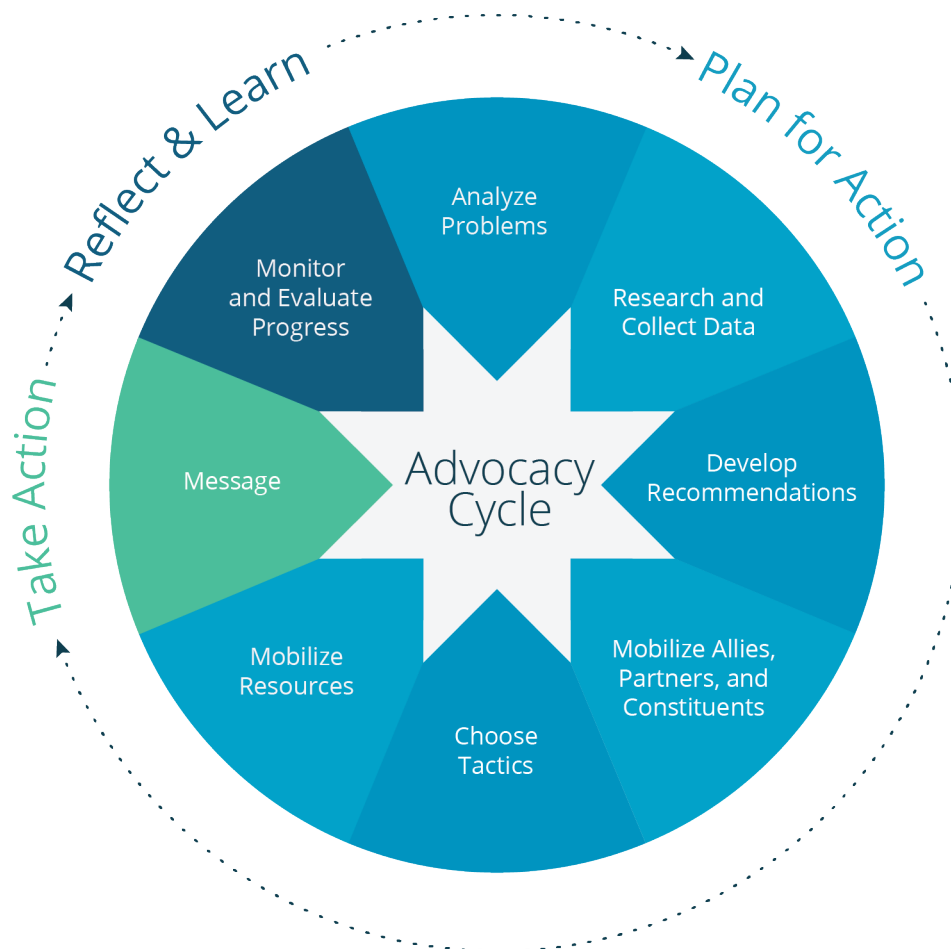 Reflect & Learn
Plan for Action
Take Action
Analyze
Problems
Research and
Collect Data
Develop
Recommendations
Mobilize Allies,
Partners, and
Constituents
Choose
Tactics
Mobilize
Resources
Message
Monitor
and Evaluate
Progress
Advocacy
Cycle